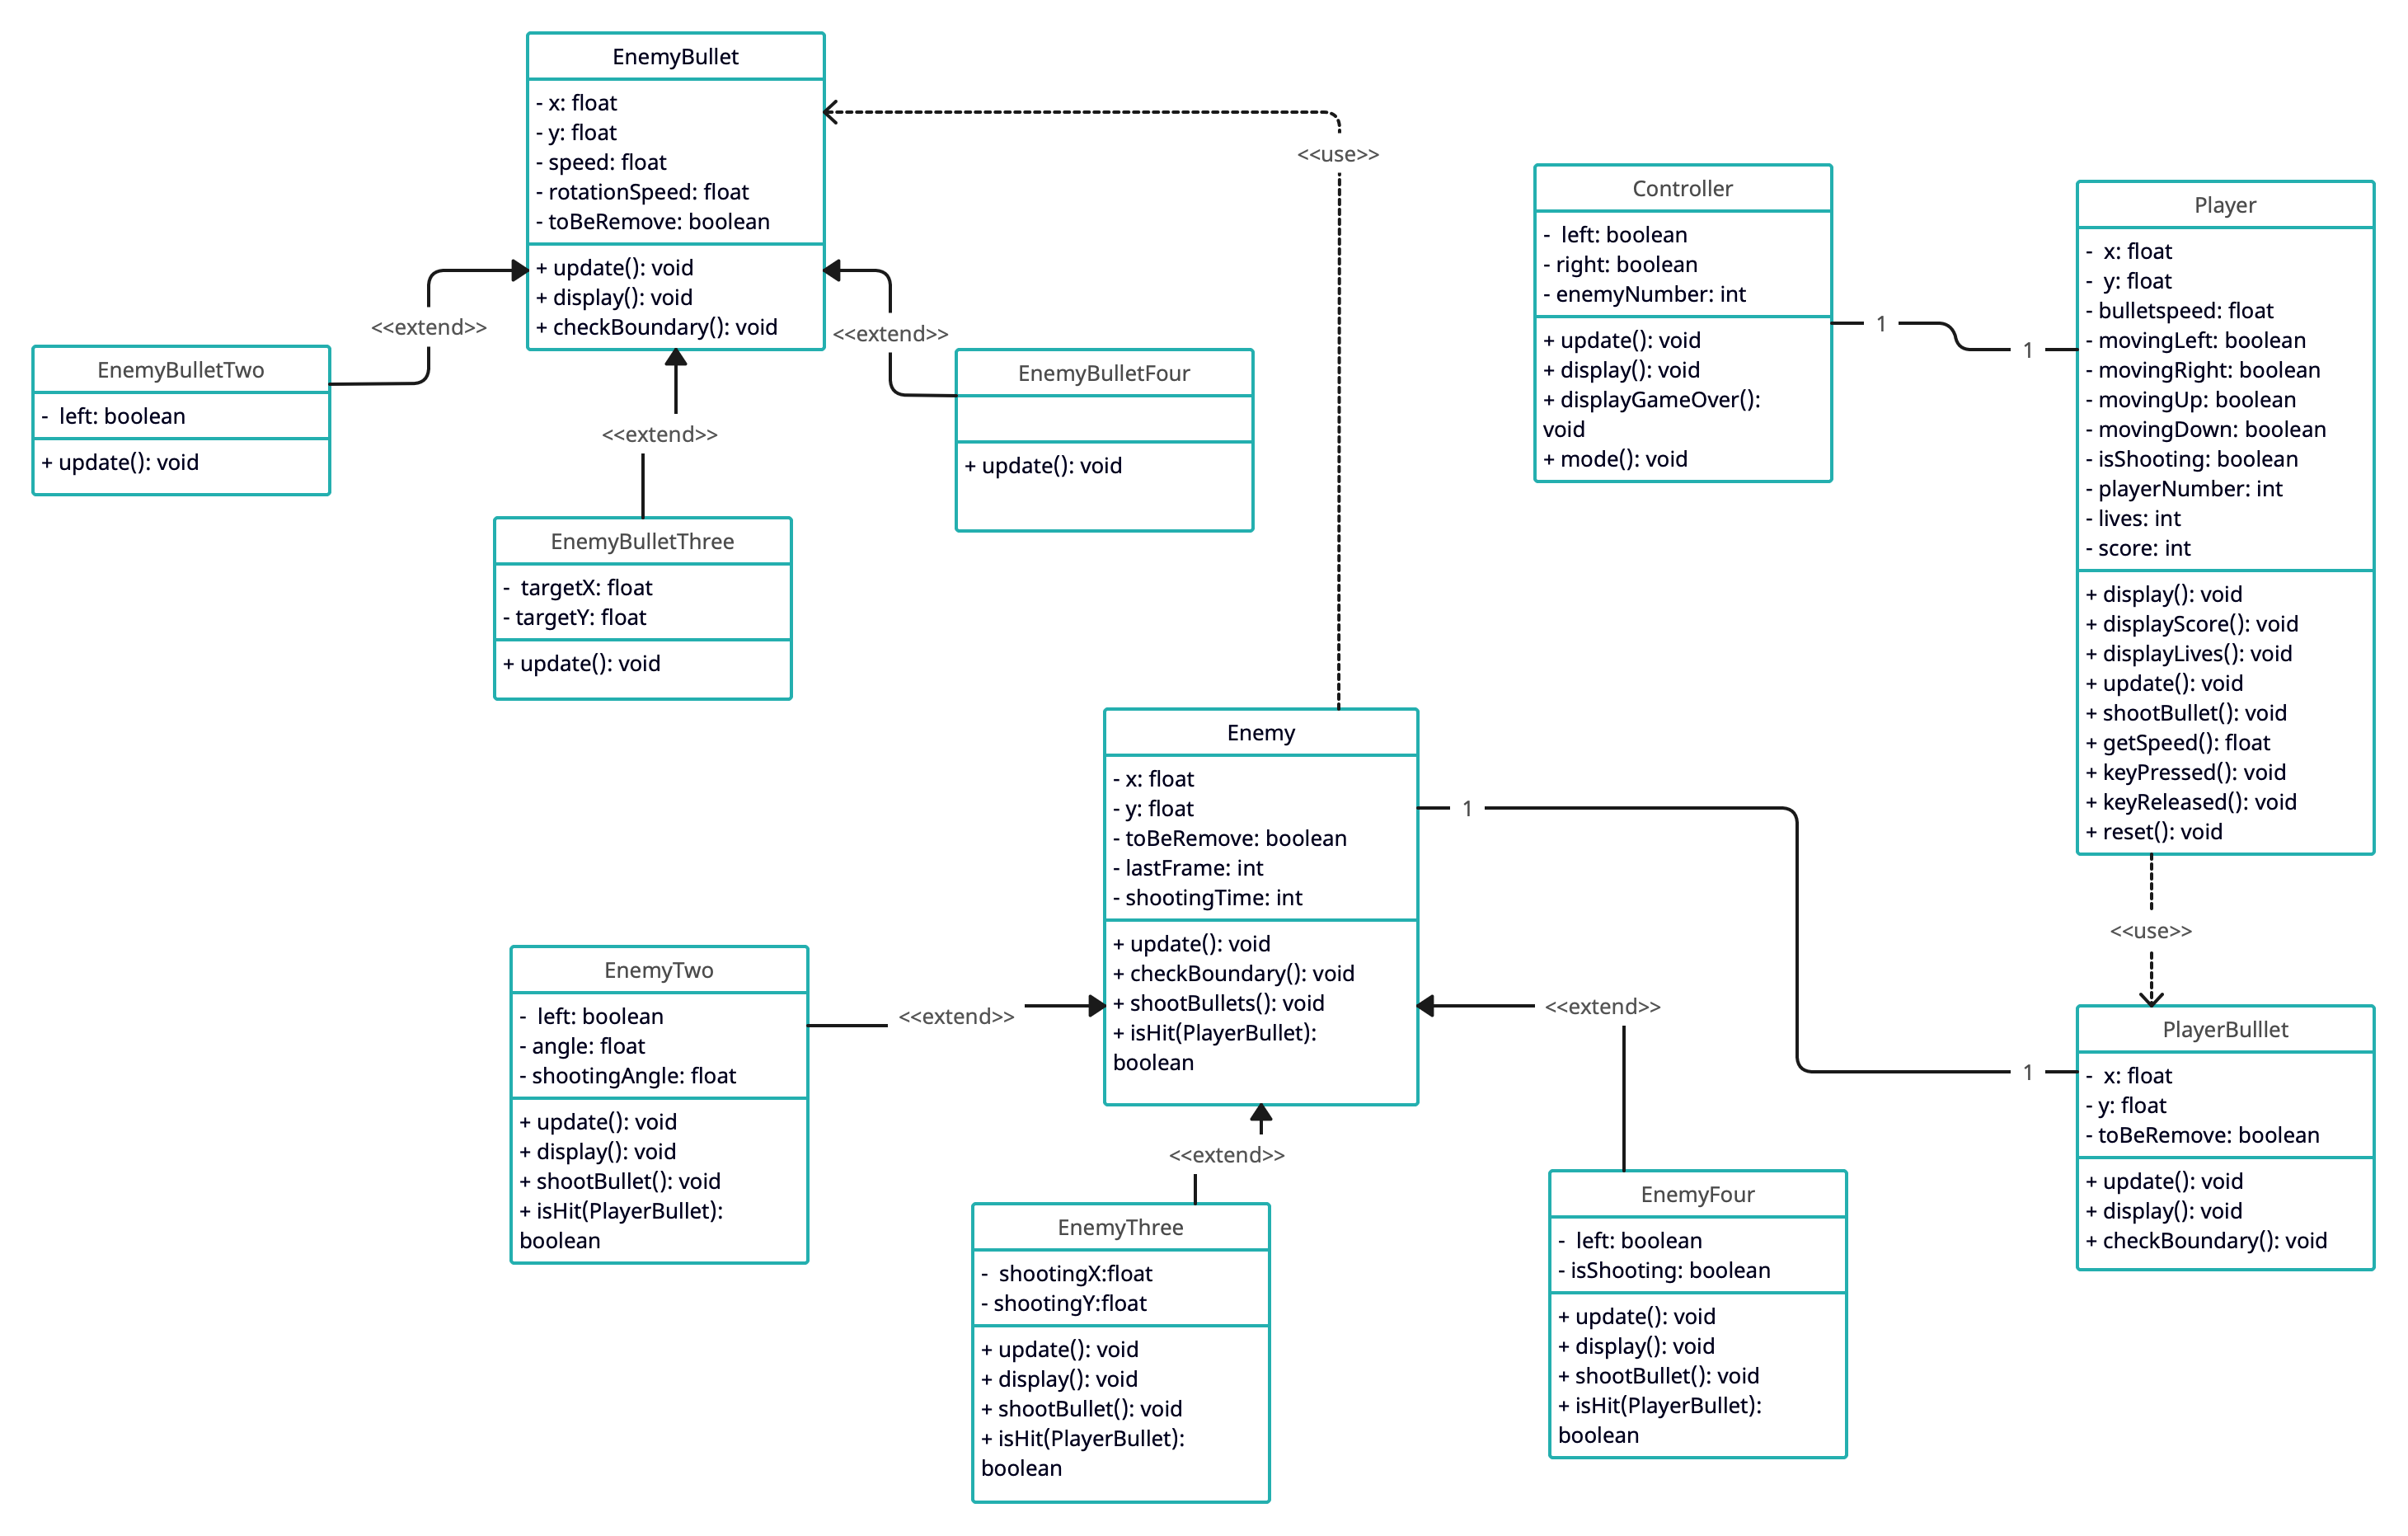 EnemyBullet
- x: float
- y: float
- speed: float
- rotationSpeed: float
- toBeRemove: boolean
+ update(): void
+ display(): void
+ checkBoundary(): void
<<use>>
<<extend>>
<<extend>>
<<extend>>
EnemyBulletTwo
- left: boolean
+ update(): void
EnemyBulletFour
+ update(): void
EnemyBulletThree
- targetX: float
- targetY: float
+ update(): void
Controller
- left: boolean
- right: boolean
- enemyNumber: int
+ update(): void
+ display(): void
+ displayGameOver():
void
+ mode(): void
1
1
Player
- x: float
- y: float
- bulletspeed: float
- movingLeft: boolean
- movingRight: boolean
- movingUp: boolean
- movingDown: boolean
- isShooting: boolean
- playerNumber: int
- lives: int
- score: int
+ display(): void
+ displayScore(): void
+ displayLives(): void
+ update(): void
+ shootBullet(): void
+ getSpeed(): float
+ keyPressed(): void
+ keyReleased(): void
+ reset(): void
<<use>>
Enemy
- x: float
- y: float
- toBeRemove: boolean
- lastFrame: int
- shootingTime: int
+ update(): void
+ checkBoundary(): void
+ shootBullets(): void
+ isHit(PlayerBullet):
boolean
1
1
PlayerBulllet
- x: float
- y: float
- toBeRemove: boolean
+ update(): void
+ display(): void
+ checkBoundary(): void
EnemyTwo
- left: boolean
- angle: float
- shootingAngle: float
+ update(): void
+ display(): void
+ shootBullet(): void
+ isHit(PlayerBullet):
boolean
<<extend>>
<<extend>>
<<extend>>
EnemyThree
- shootingX:float
- shootingY:float
+ update(): void
+ display(): void
+ shootBullet(): void
+ isHit(PlayerBullet):
boolean
EnemyFour
- left: boolean
- isShooting: boolean
+ update(): void
+ display(): void
+ shootBullet(): void
+ isHit(PlayerBullet):
boolean